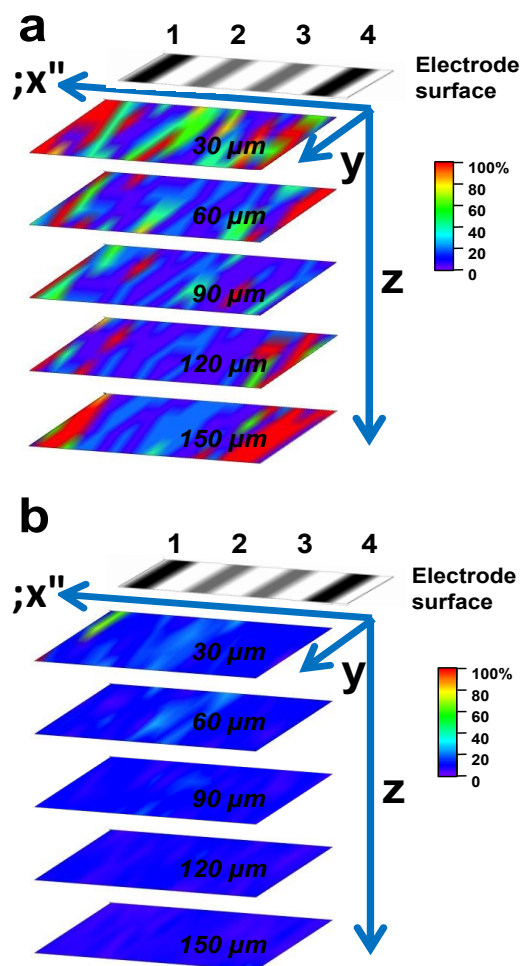 a
1 2 3 4
Electrode
surface
;x"
30 µm
y
100%
80
60
40
20
0
60 µm
90 µm
z
120 µm
150 µm
b
1 2 3 4
Electrode
surface
;x"
30 µm
y
100%
80
60
40
20
0
60 µm
90 µm
z
120 µm
150 µm